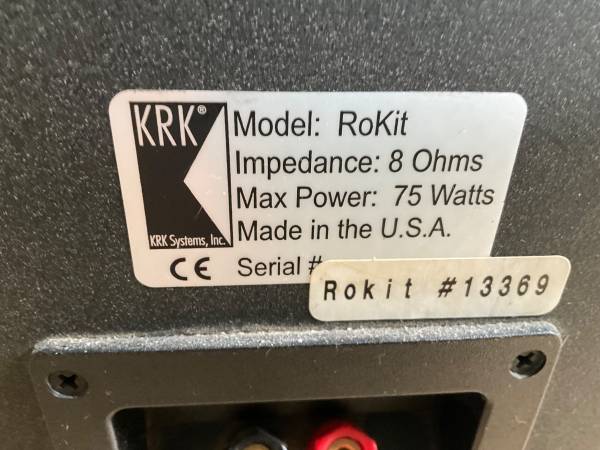 KRK®
KRK Systems, Inc.
Model: RoKit
Impedance: 8 Ohms
Max Power: 75 Watts
Made in the U.S.A.
CE Serial #
Rokit #13369